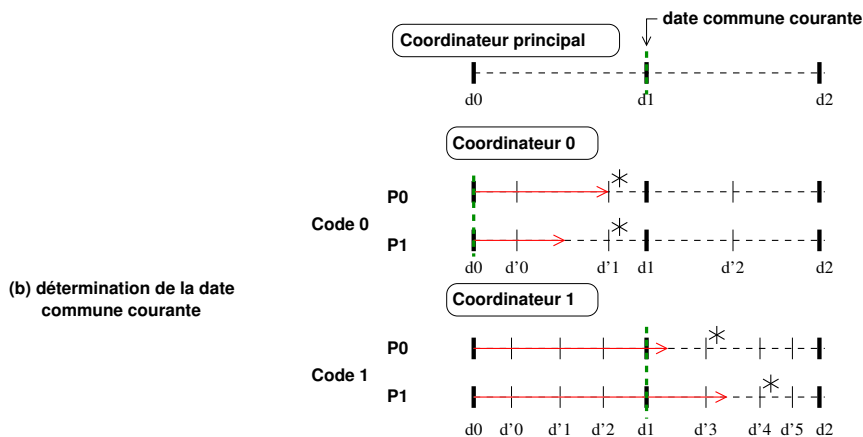 date commune courante
Coordinateur principal
d0 d1 d2
Coordinateur 0
P0
Code 0
P1
d0 d'0 d'1 d1 d'2 d2
(b) détermination de la date
commune courante
Coordinateur 1
P0
Code 1
P1
d0 d'0 d'1 d'2 d1 d'3 d'4 d'5 d2